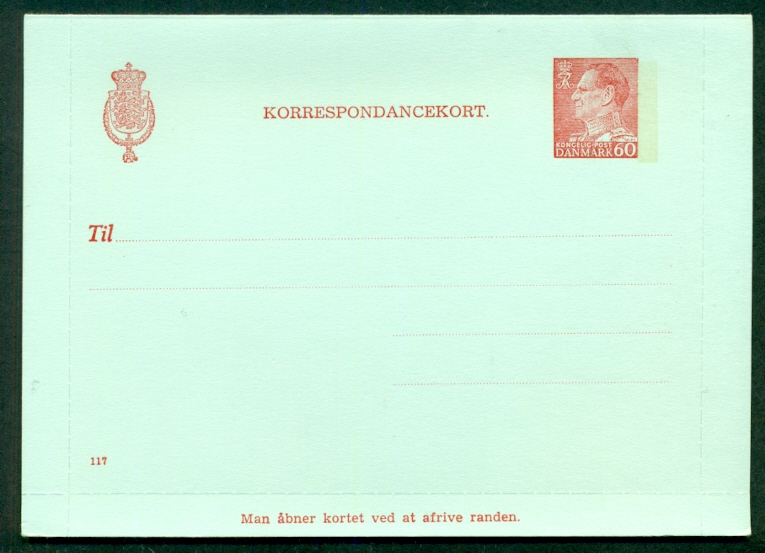 KORRESPONDANCEKORT.
KONGELIG POST
DANMARK 60
Til
117
Man åbner kortet ved at afrive randen.